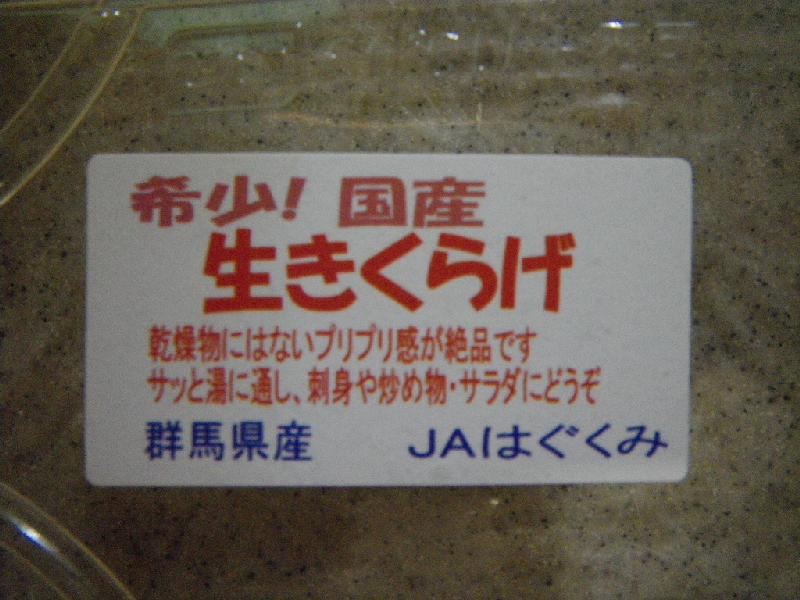 希少! 国産
生きくらげ
乾燥物にはないプリプリ感が絶品です
サッと湯に通し、刺身や炒め物・サラダにどうぞ
群馬県産 JAはぐくみ